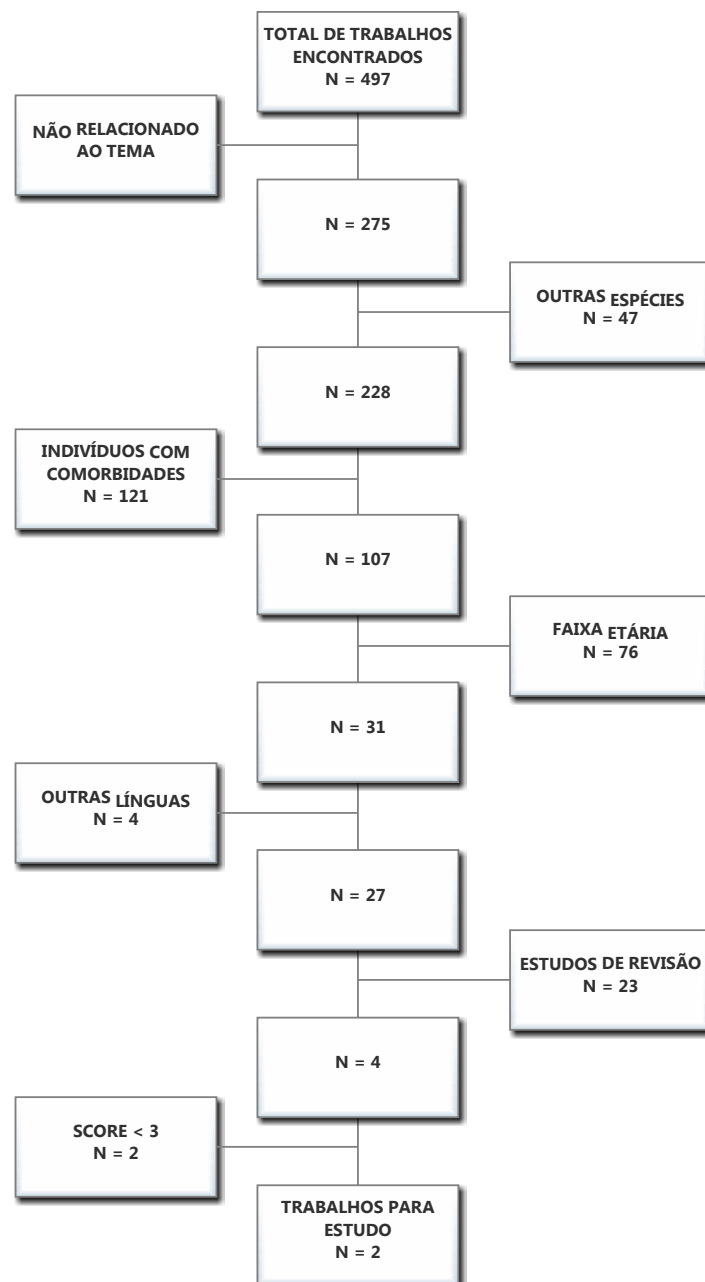 TOTAL DE TRABALHOS
ENCONTRADOS
N = 497
NÃO RELACIONADO
AO TEMA
N = 275
OUTRAS ESPÉCIES
N = 47
N = 228
INDIVÍDUOS COM
COMORBIDADES
N = 121
N = 107
FAIXA ETÁRIA
N = 76
N = 31
OUTRAS LÍNGUAS
N = 4
N = 27
ESTUDOS DE REVISÃO
N = 23
N = 4
SCORE < 3
N = 2
TRABALHOS PARA
ESTUDO
N = 2